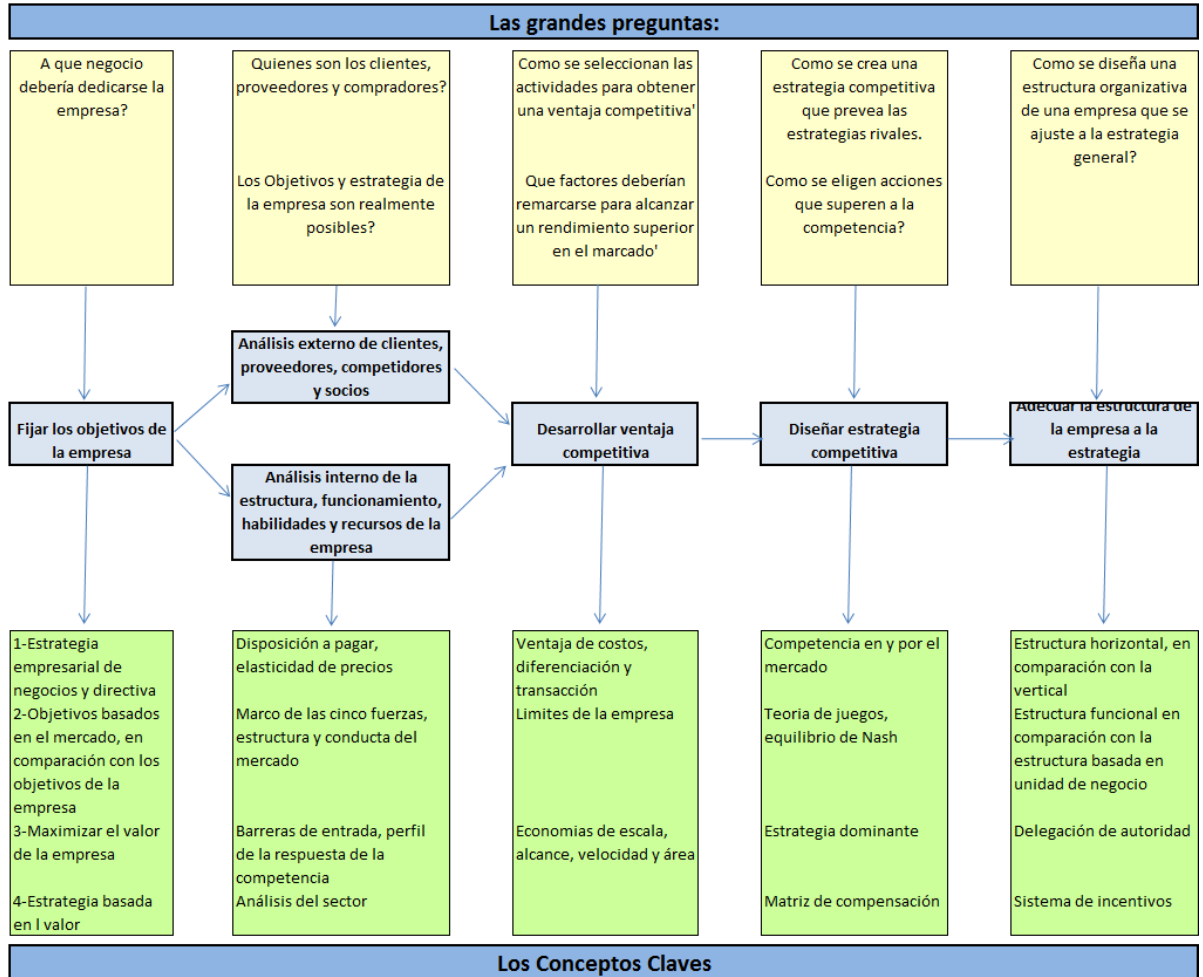 Las grandes preguntas:
A que negocio
debería dedicarse la
empresa?
Quienes son los clientes,
proveedores y compradores?
Los Objetivos y estrategia de
la empresa son realmente
posibles?
Como se seleccionan las
actividades para obtener
una ventaja competitiva'
Que factores deberían
remarcarse para alcanzar
un rendimiento superior
en el mercado'
Como se crea una
estrategia competitiva
que prevea las
estrategias rivales.
Como se eligen acciones
que superen a la
competencia?
Como se diseña una
estructura organizativa
de una empresa que se
ajuste a la estrategia
general?
Fijar los objetivos de
la empresa
Análisis externo de clientes,
proveedores, competidores
y socios
Análisis interno de la
estructura, funcionamiento,
habilidades y recursos de la
empresa
Desarrollar ventaja
competitiva
Diseñar estrategia
competitiva
Adecuar la estructura de
la empresa a la
estrategia
1-Estrategia
empresarial de
negocios y directiva
2-Objetivos basados
en el mercado, en
comparación con los
objetivos de la
empresa
3-Maximizar el valor
de la empresa
4-Estrategia basada
en l valor
Disposición a pagar,
elasticidad de precios
Marco de las cinco fuerzas,
estructura y conducta del
mercado
Barreras de entrada, perfil
de la respuesta de la
competencia
Análisis del sector
Ventaja de costos,
diferenciación y
transacción
Limites de la empresa
Economias de escala,
alcance, velocidad y área
Competencia en y por el
mercado
Teoria de juegos,
equilibrio de Nash
Estrategia dominante
Matriz de compensación
Estructura horizontal, en
comparación con la
vertical
Estructura funcional en
comparación con la
estructura basada en
unidad de negocio
Delegación de autoridad
Sistema de incentivos
Los Conceptos Claves